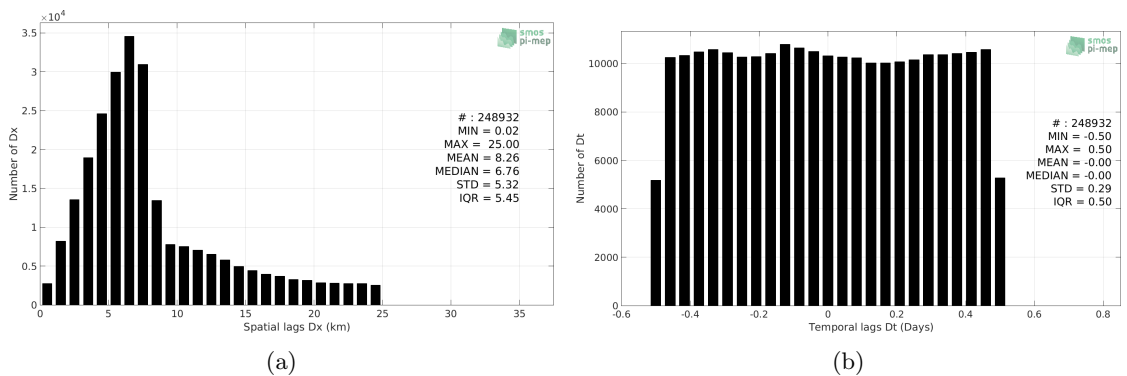 ×10⁴
3.5
3
2.5
2
1.5
1
0.5
0
Number of Dx
0 5 10 15 20 25 30 35
Spatial lags Dx (km)
smos
pi-mep
# : 248932
MIN = 0.02
MAX = 25.00
MEAN = 8.26
MEDIAN = 6.76
STD = 5.32
IQR = 5.45
(a)
10000
8000
6000
4000
2000
0
Number of Dt
-0.6 -0.4 -0.2 0 0.2 0.4 0.6 0.8
Temporal lags Dt (Days)
smos
pi-mep
# : 248932
MIN = -0.50
MAX = 0.50
MEAN = -0.00
MEDIAN = -0.00
STD = 0.29
IQR = 0.50
(b)